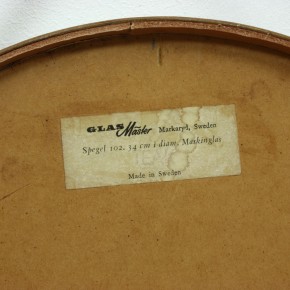 GLAS Mäster Markaryd, Sweden
Spegel 102. 34 cm i diam. Maskinglas
Made in Sweden